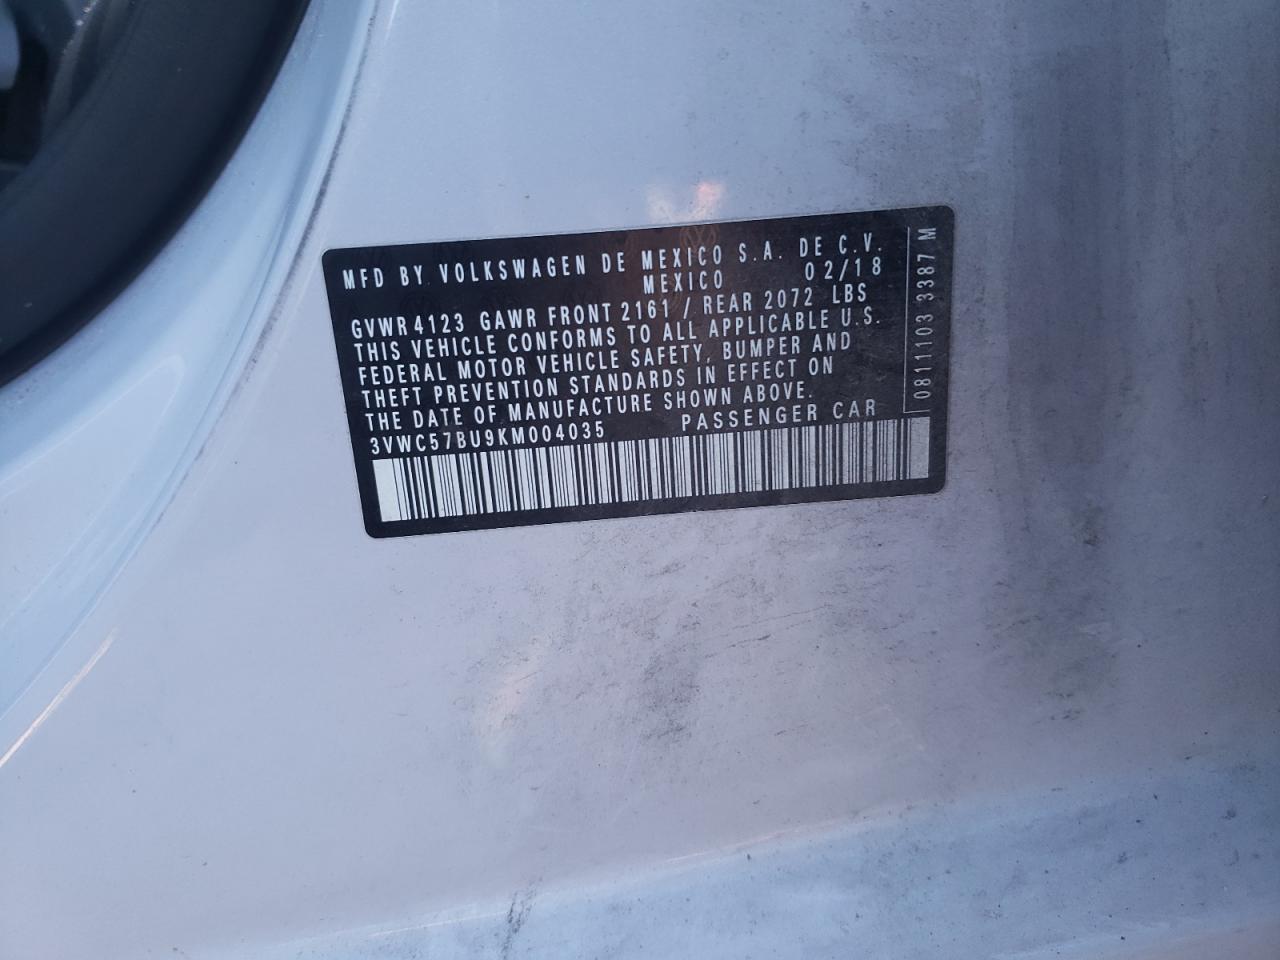 MFD BY VOLKSWAGEN DE MEXICO S.A. DE C.V.
MEXICO 02/18
GVWR 4123 GAWR FRONT 2161 / REAR 2072 LBS
THIS VEHICLE CONFORMS TO ALL APPLICABLE U.S.
FEDERAL MOTOR VEHICLE SAFETY, BUMPER AND
THEFT PREVENTION STANDARDS IN EFFECT ON
THE DATE OF MANUFACTURE SHOWN ABOVE.
3VWC57BU9KM004035 PASSENGER CAR
0811103 3387 M